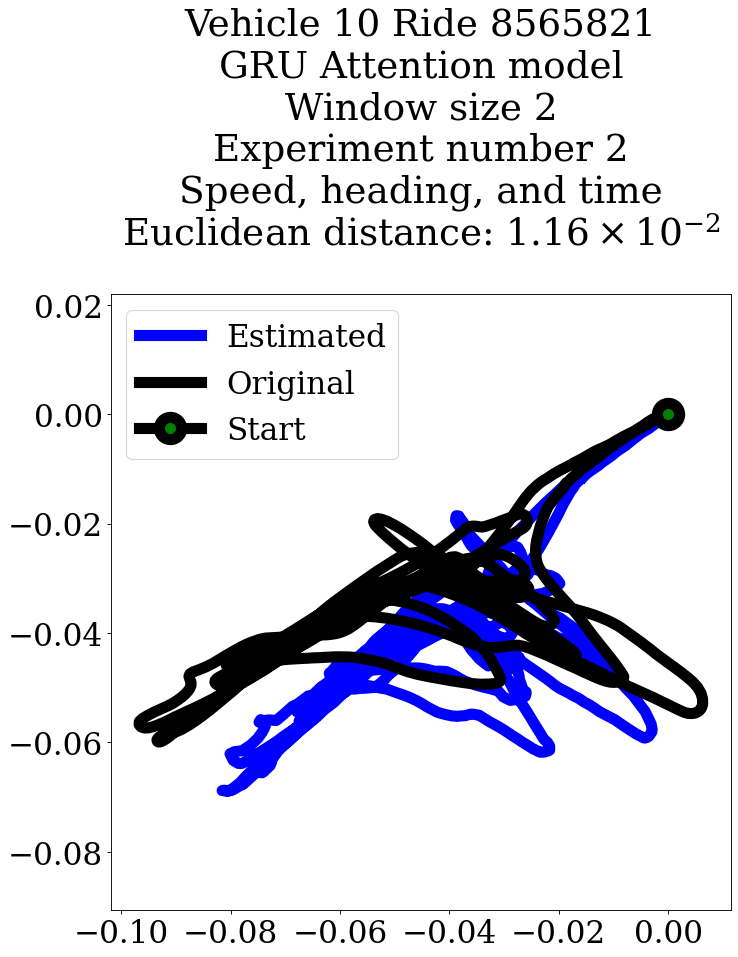 Vehicle 10 Ride 8565821
GRU Attention model
Window size 2
Experiment number 2
Speed, heading, and time
Euclidean distance: 1.16 × 10⁻²
Estimated
Original
Start
0.02
0.00
−0.02
−0.04
−0.06
−0.08
−0.10 −0.08 −0.06 −0.04 −0.02 0.00